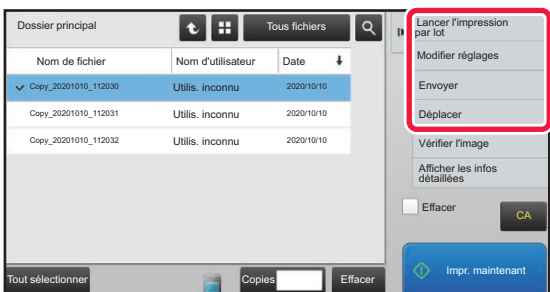 Dossier principal
Tous fichiers
Nom de fichier
Nom d'utilisateur
Date
Copy_20201010_112030
Utilis. inconnu
2020/10/10
Copy_20201010_112031
Utilis. inconnu
2020/10/10
Copy_20201010_112032
Utilis. inconnu
2020/10/10
Lancer l'impression
par lot
Modifier réglages
Envoyer
Déplacer
Vérifier l'image
Afficher les infos
détaillées
Effacer
CA
Tout sélectionner
Copies
Effacer
Impr. maintenant